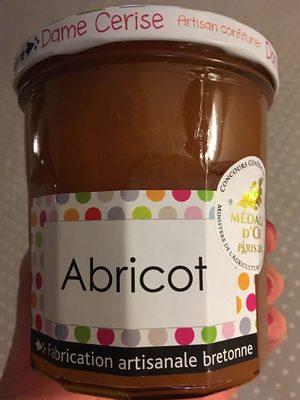 Dame Cerise Artisan confiturier
CONCOURS GÉNÉRAL
MINISTÈRE DE L'AGRICULTURE
MÉDAILLE
D'OR
PARIS
Abricot
Fabrication artisanale bretonne